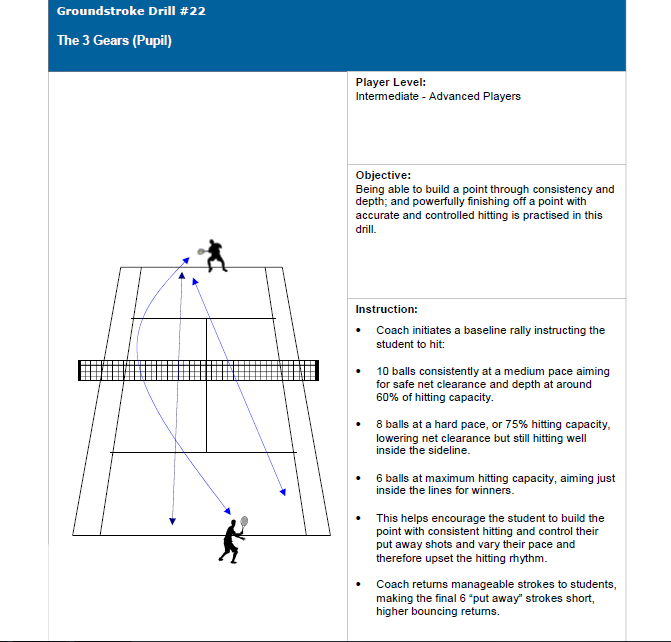 Groundstroke Drill #22
The 3 Gears (Pupil)
Player Level:
Intermediate - Advanced Players
Objective:
Being able to build a point through consistency and
depth; and powerfully finishing off a point with
accurate and controlled hitting is practised in this
drill.
Instruction:
• Coach initiates a baseline rally instructing the
student to hit:
• 10 balls consistently at a medium pace aiming
for safe net clearance and depth at around
60% of hitting capacity.
• 8 balls at a hard pace, or 75% hitting capacity,
lowering net clearance but still hitting well
inside the sideline.
• 6 balls at maximum hitting capacity, aiming just
inside the lines for winners.
• This helps encourage the student to build the
point with consistent hitting and control their
put away shots and vary their pace and
therefore upset the hitting rhythm.
• Coach returns manageable strokes to students,
making the final 6 “put away” strokes short,
higher bouncing returns.